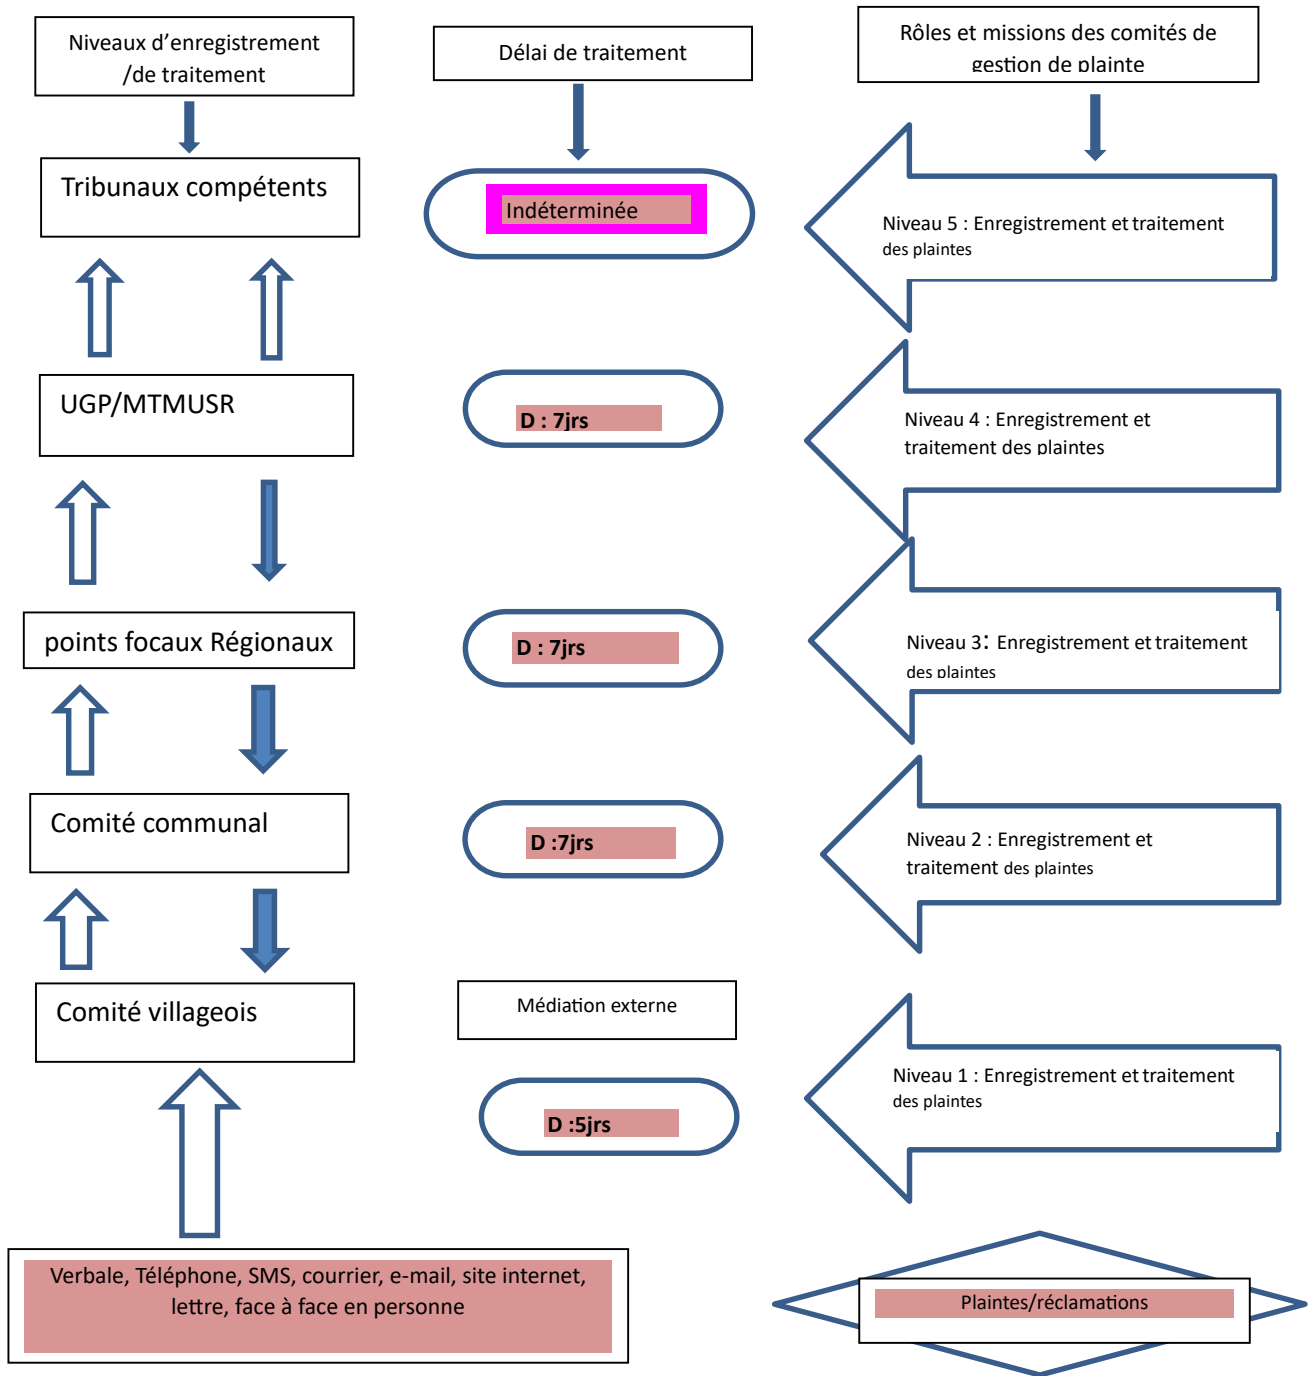 Niveaux d’enregistrement
/de traitement
Délai de traitement
Rôles et missions des comités de
gestion de plainte
Tribunaux compétents
Indéterminée
Niveau 5 : Enregistrement et traitement
des plaintes
UGP/MTMUSR
D : 7jrs
Niveau 4 : Enregistrement et
traitement des plaintes
points focaux Régionaux
D : 7jrs
Niveau 3: Enregistrement et traitement
des plaintes
Comité communal
D :7jrs
Niveau 2 : Enregistrement et
traitement des plaintes
Comité villageois
Médiation externe
D :5jrs
Niveau 1 : Enregistrement et traitement
des plaintes
Verbale, Téléphone, SMS, courrier, e-mail, site internet,
lettre, face à face en personne
Plaintes/réclamations